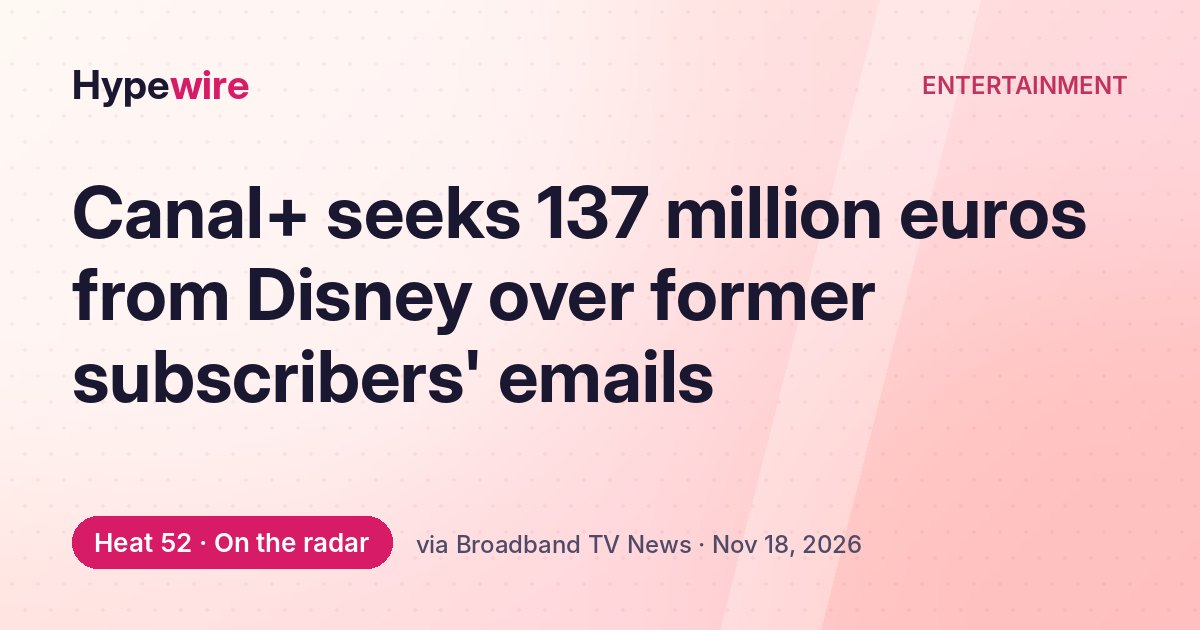 Hypewire
ENTERTAINMENT
Canal+ seeks 137 million euros
from Disney over former
subscribers' emails
Heat 52 · On the radar
via Broadband TV News · Nov 18, 2026